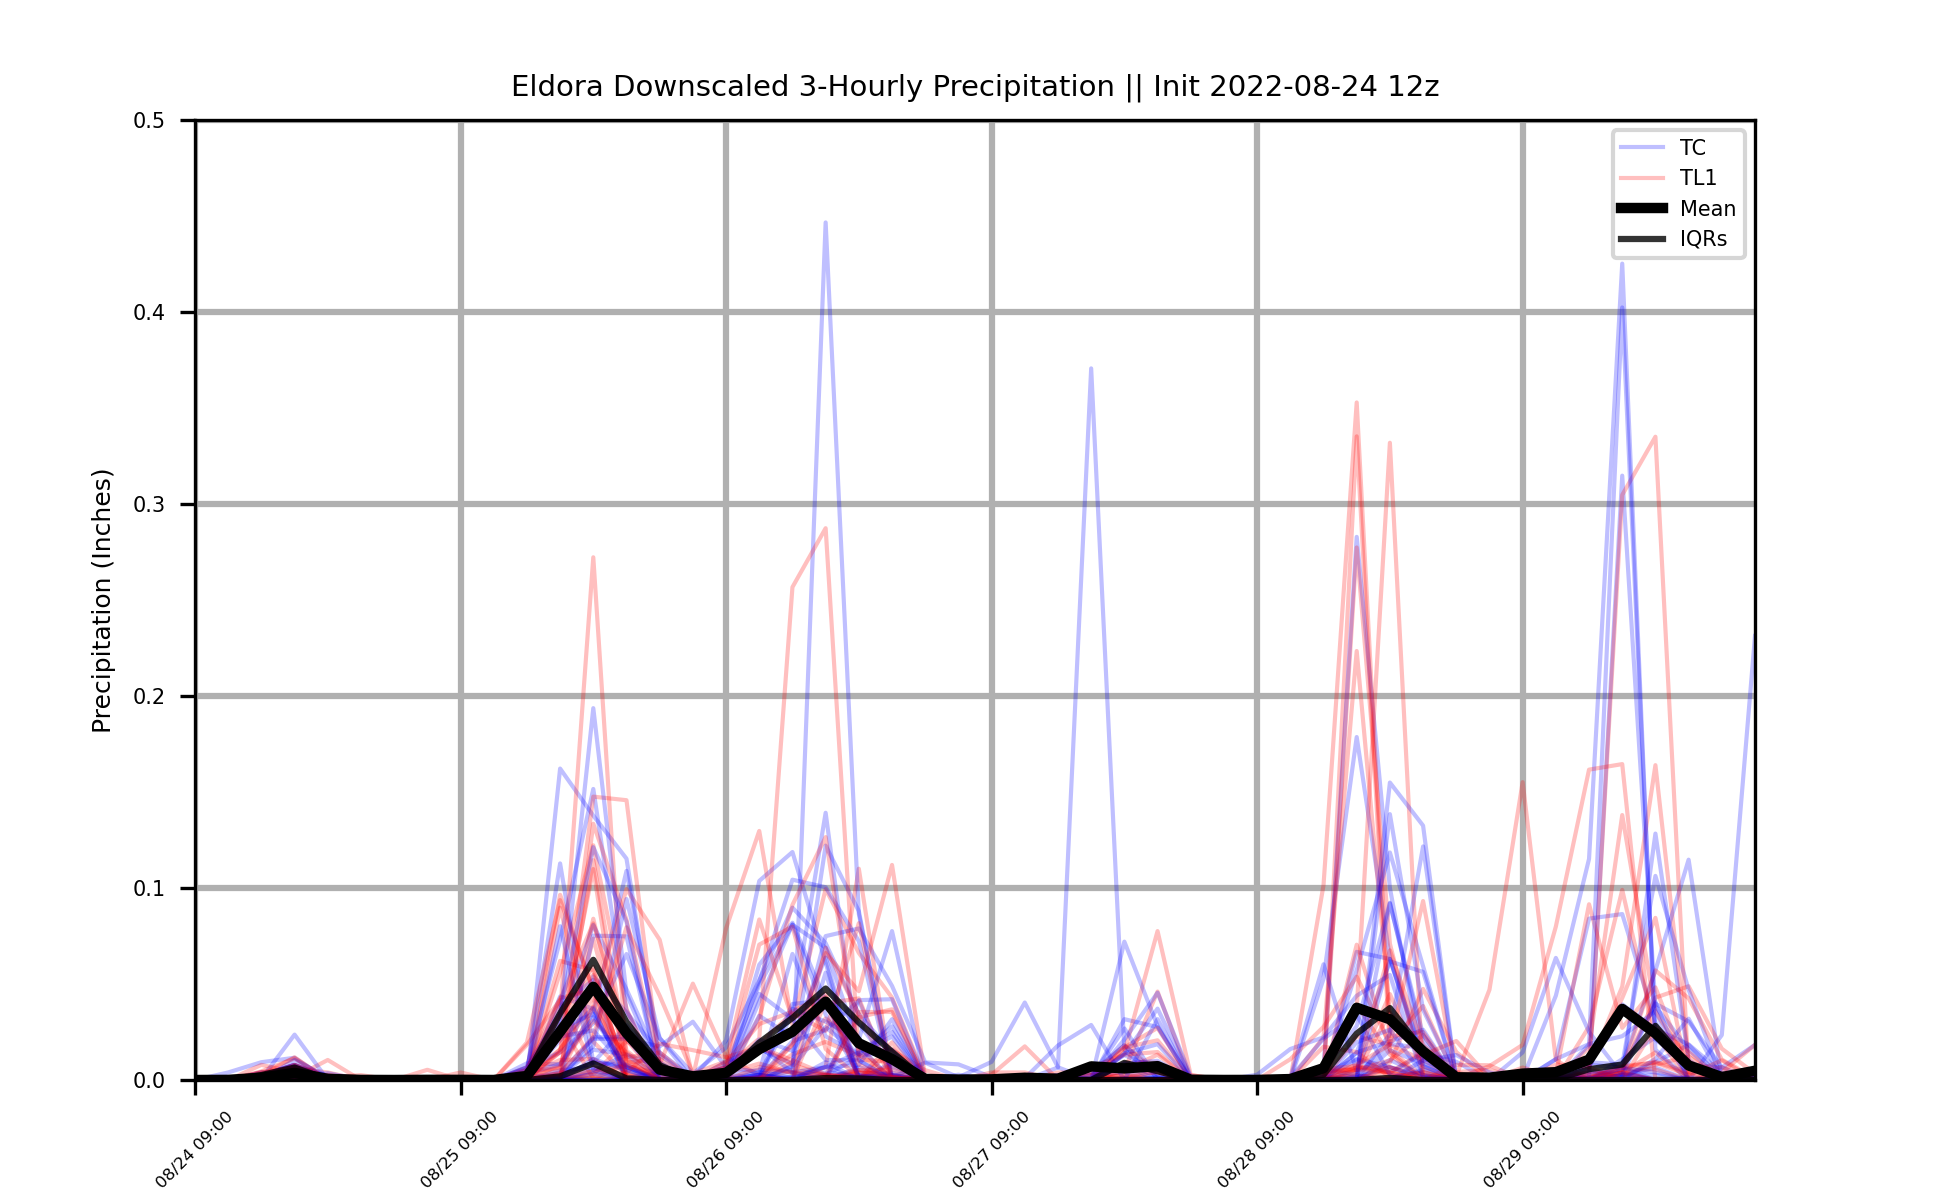 Eldora Downscaled 3-Hourly Precipitation || Init 2022-08-24 12z
Precipitation (Inches)
0.5
0.4
0.3
0.2
0.1
0.0
TC
TL1
Mean
IQRs
08/24 09:00
08/25 09:00
08/26 09:00
08/27 09:00
08/28 09:00
08/29 09:00